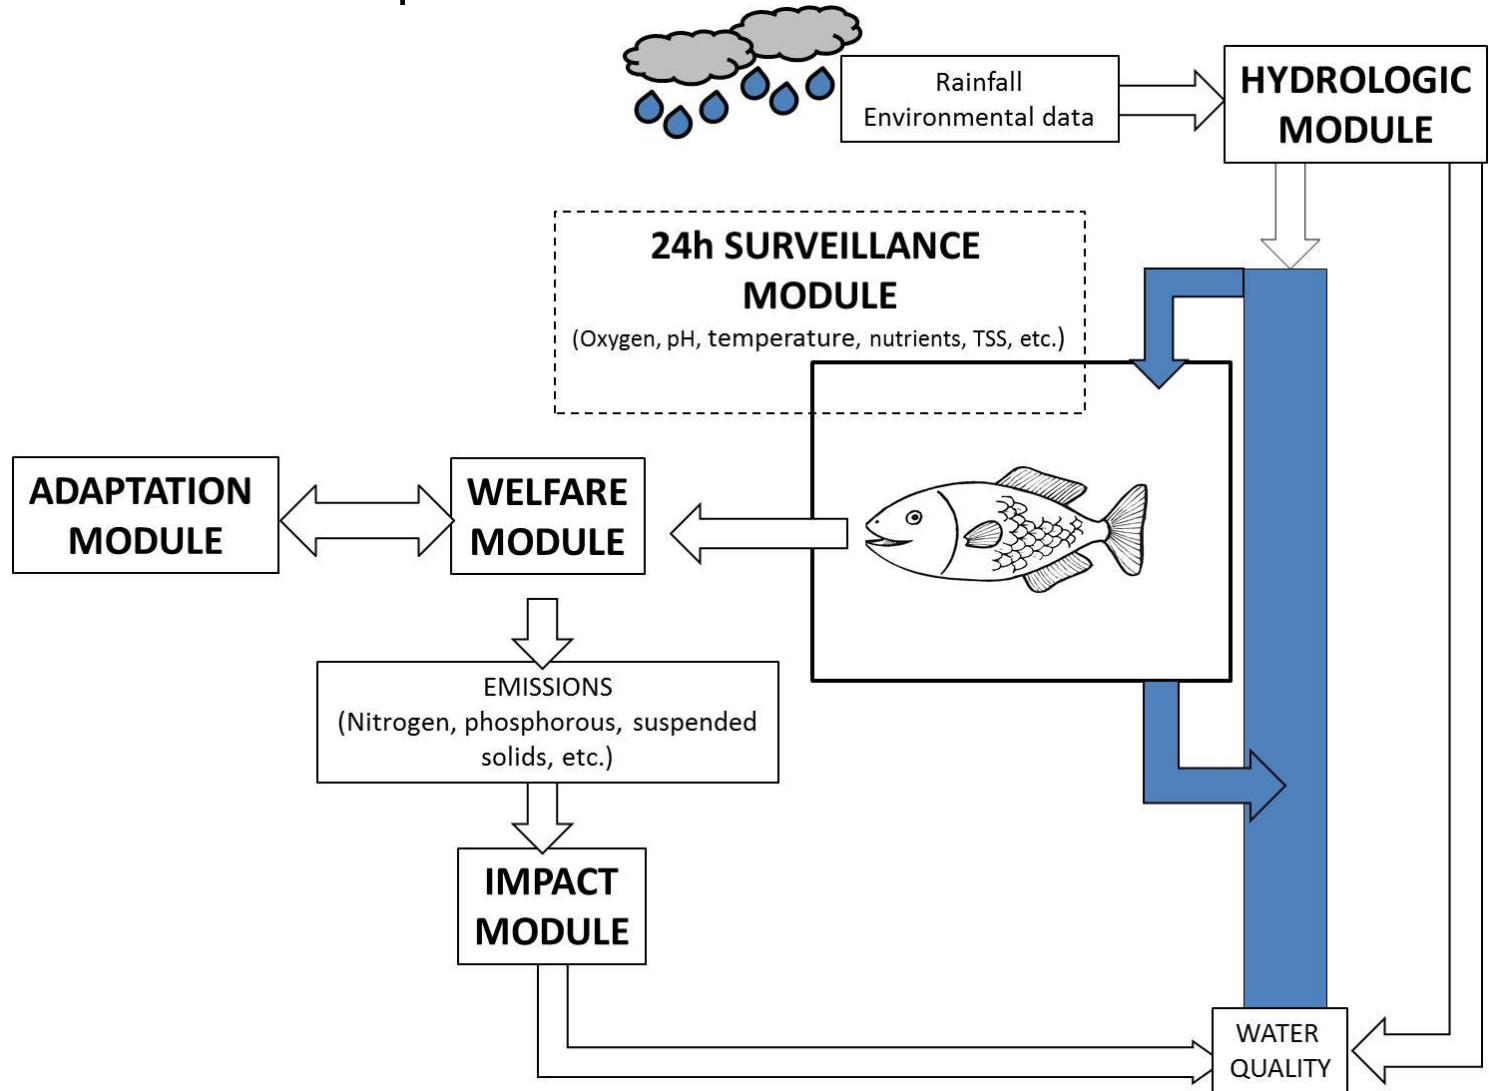 Rainfall
Environmental data
HYDROLOGIC
MODULE
24h SURVEILLANCE
MODULE
(Oxygen, pH, temperature, nutrients, TSS, etc.)
ADAPTATION
MODULE
WELFARE
MODULE
EMISSIONS
(Nitrogen, phosphorous, suspended
solids, etc.)
IMPACT
MODULE
WATER
QUALITY